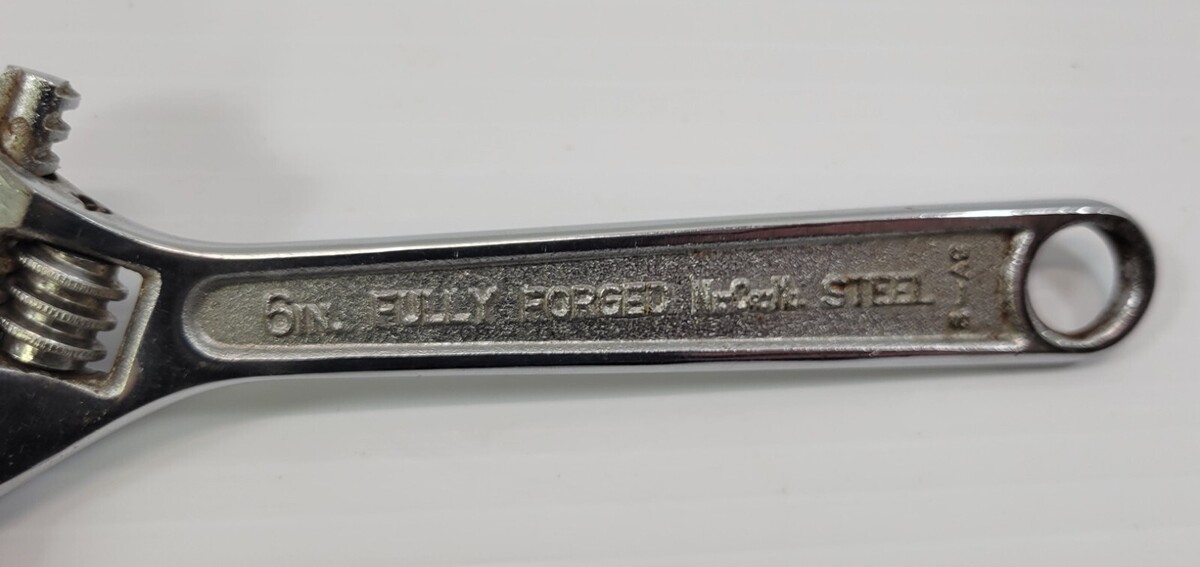 6IN. FULLY FORGED STEEL